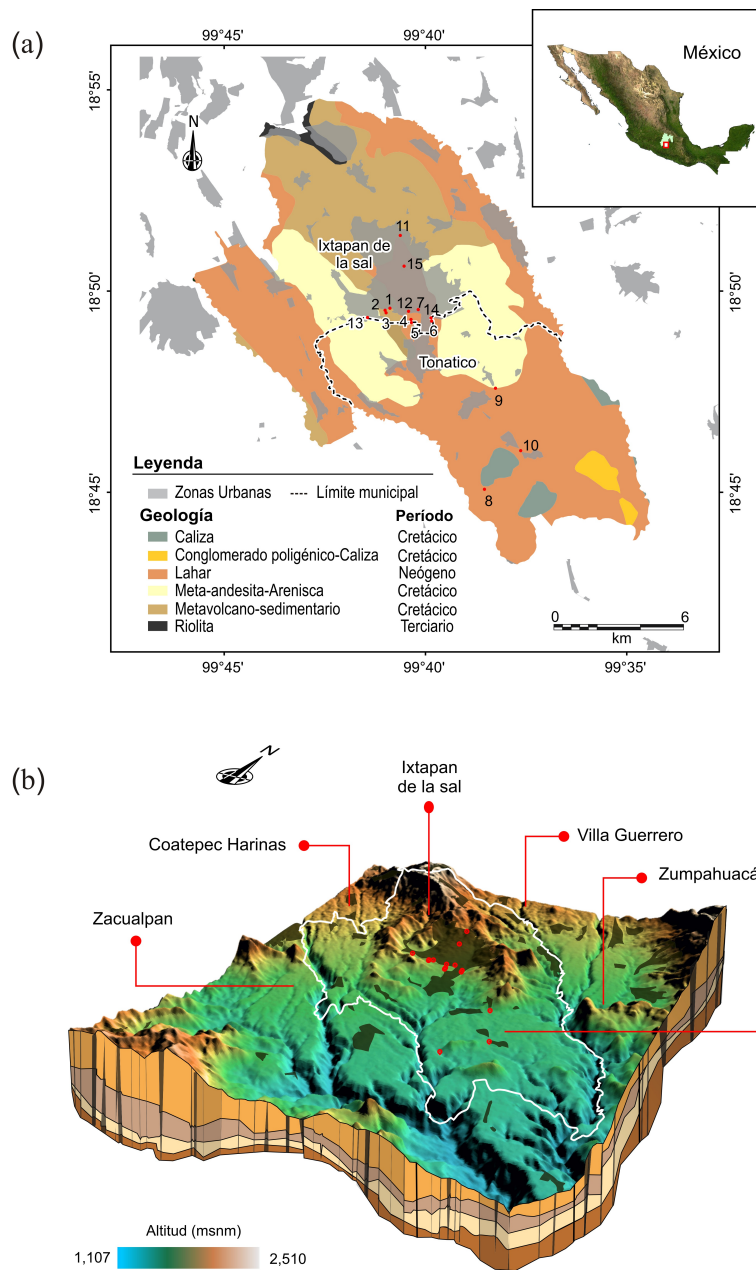 (a)
99°45'
99°40'
México
18°55'
N
11
Ixtapan de
la sal
15
18°50'
18°50'
1
2
12
7
14
13
3
4
5
6
Tonatico
9
10
8
18°45'
18°45'
Leyenda
Zonas Urbanas
Límite municipal
Geología
Período
Caliza
Cretácico
Conglomerado poligénico-Caliza
Cretácico
Lahar
Neógeno
Meta-andesita-Arenisca
Cretácico
Metavolcano-sedimentario
Cretácico
Riolita
Terciario
0
6
km
99°45'
99°40'
99°35'
(b)
N
Ixtapan
de la sal
Coatepec Harinas
Villa Guerrero
Zumpahuacá
Zacualpan
Altitud (msnm)
1,107
2,510